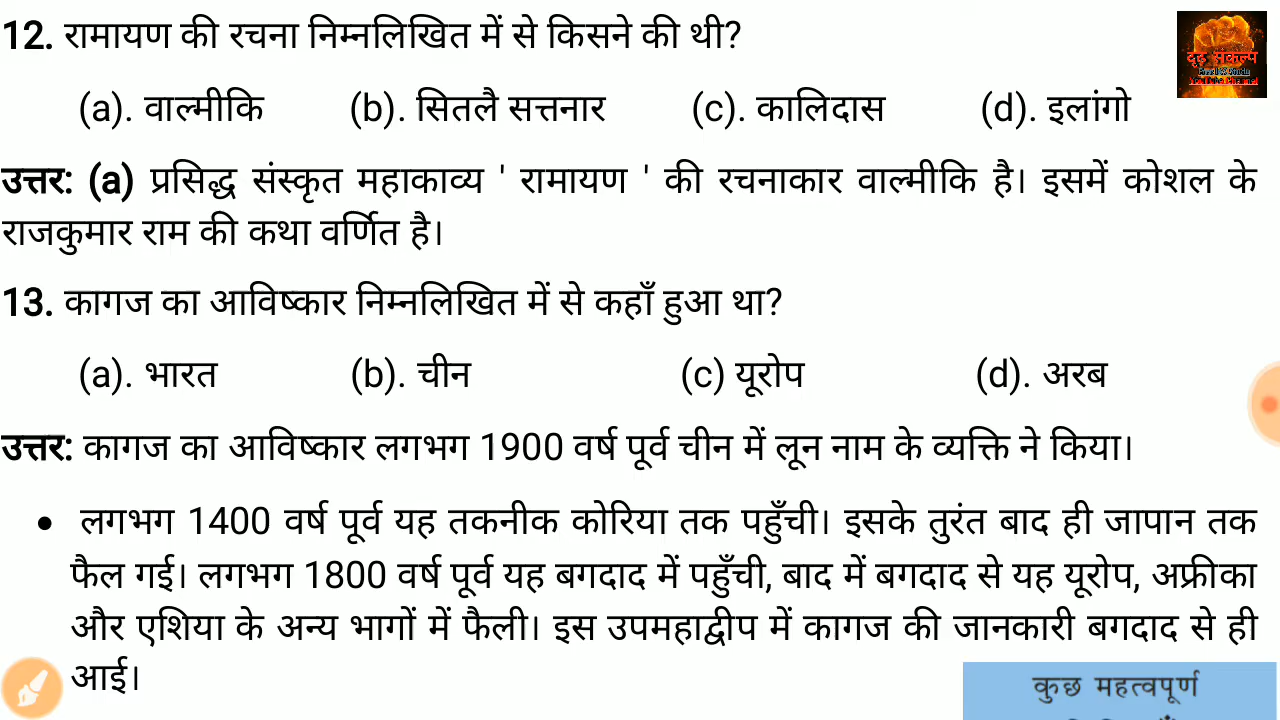 12. रामायण की रचना निम्नलिखित में से किसने की थी?
(a). वाल्मीकि (b). सितलै सत्तनार (c). कालिदास (d). इलांगो
उत्तर: (a) प्रसिद्ध संस्कृत महाकाव्य ' रामायण ' की रचनाकार वाल्मीकि है। इसमें कोशल के
राजकुमार राम की कथा वर्णित है।
13. कागज का आविष्कार निम्नलिखित में से कहाँ हुआ था?
(a). भारत (b). चीन (c) यूरोप (d). अरब
उत्तर: कागज का आविष्कार लगभग 1900 वर्ष पूर्व चीन में लून नाम के व्यक्ति ने किया।
• लगभग 1400 वर्ष पूर्व यह तकनीक कोरिया तक पहुँची। इसके तुरंत बाद ही जापान तक
फैल गई। लगभग 1800 वर्ष पूर्व यह बगदाद में पहुँची, बाद में बगदाद से यह यूरोप, अफ्रीका
और एशिया के अन्य भागों में फैली। इस उपमहाद्वीप में कागज की जानकारी बगदाद से ही
आई।
कुछ महत्वपूर्ण
दृढ़ संकल्प